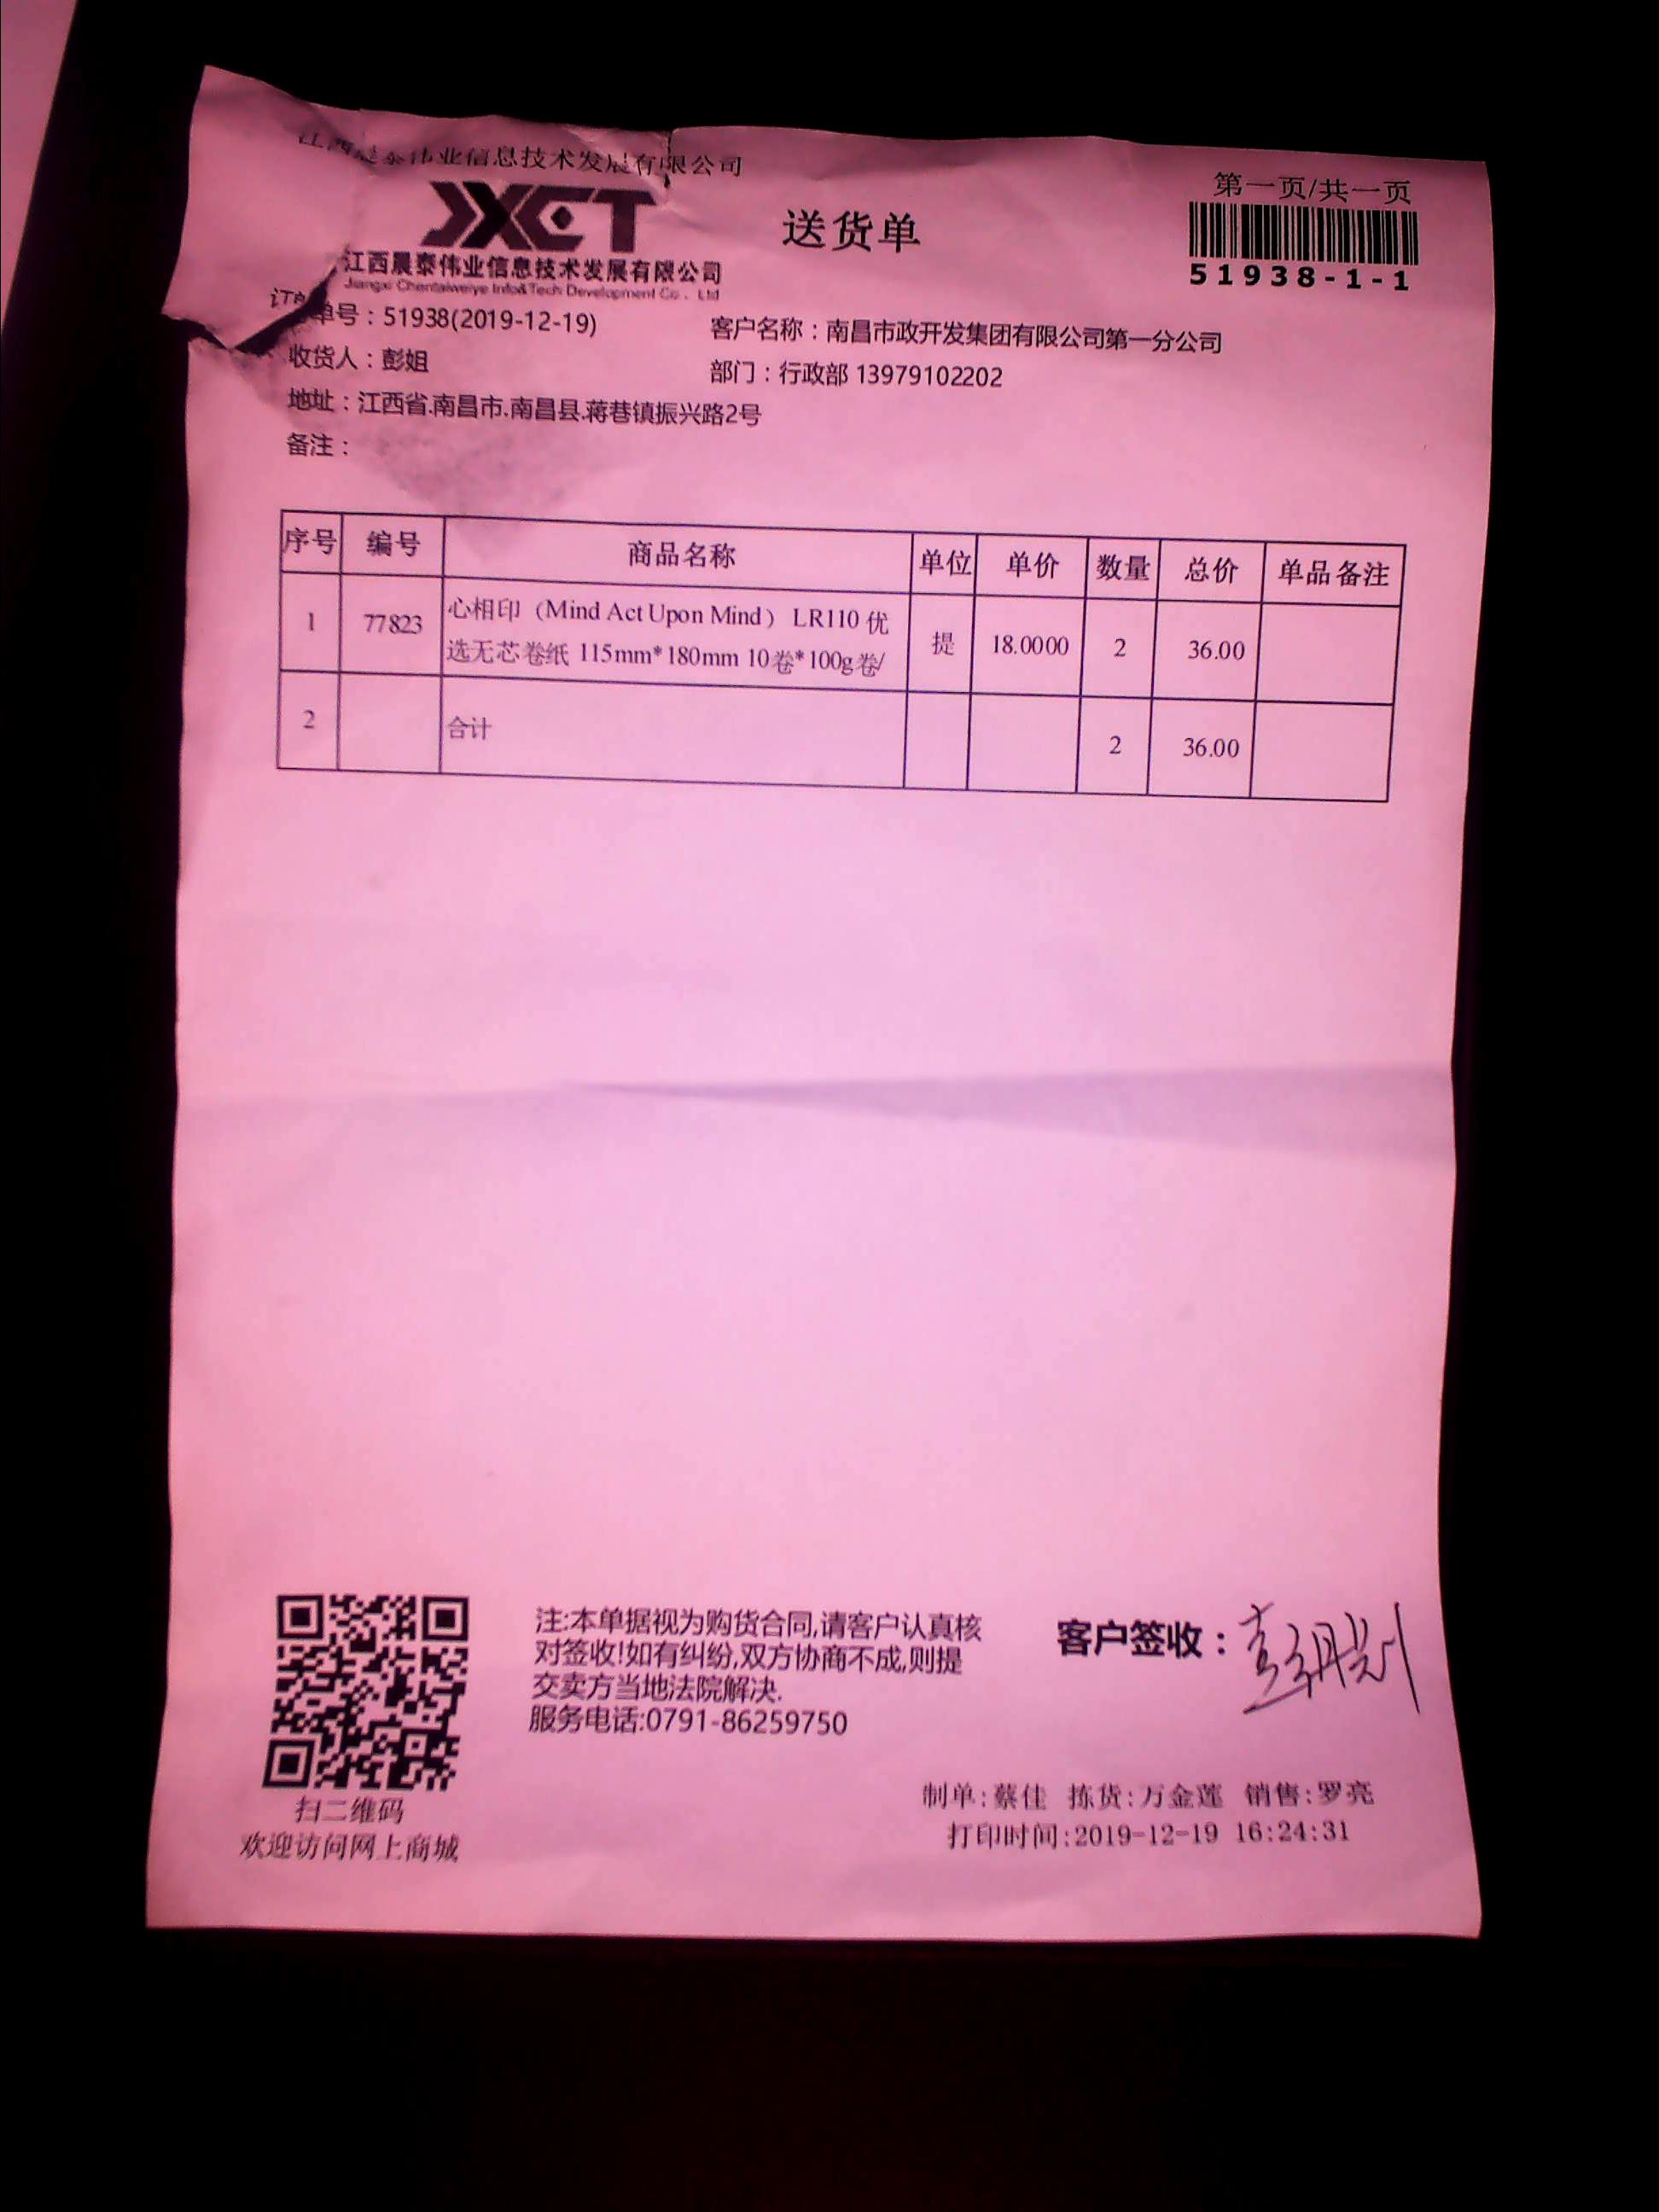 江西晨泰伟业信息技术发展有限公司
第一页/共一页
JXCT
送货单
江西晨泰伟业信息技术发展有限公司
Jiangxi Chentaiweiye Info&Tech Development Co., Ltd
51938-1-1
订单号：51938(2019-12-19)
客户名称：南昌市政开发集团有限公司第一分公司
收货人：彭姐
部门：行政部 13979102202
地址：江西省.南昌市.南昌县.蒋巷镇振兴路2号
备注：
序号 编号 商品名称 单位 单价 数量 总价 单品备注
1 77823 心相印（Mind Act Upon Mind） LR110 优 提 18.0000 2 36.00
选无芯卷纸 115mm*180mm 10卷*100g卷/
2 合计 2 36.00
注:本单据视为购货合同,请客户认真核
对签收!如有纠纷,双方协商不成,则提
交卖方当地法院解决.
服务电话:0791-86259750
客户签收：
扫二维码
欢迎访问网上商城
制单:蔡佳 拣货:万金莲 销售:罗亮
打印时间:2019-12-19 16:24:31